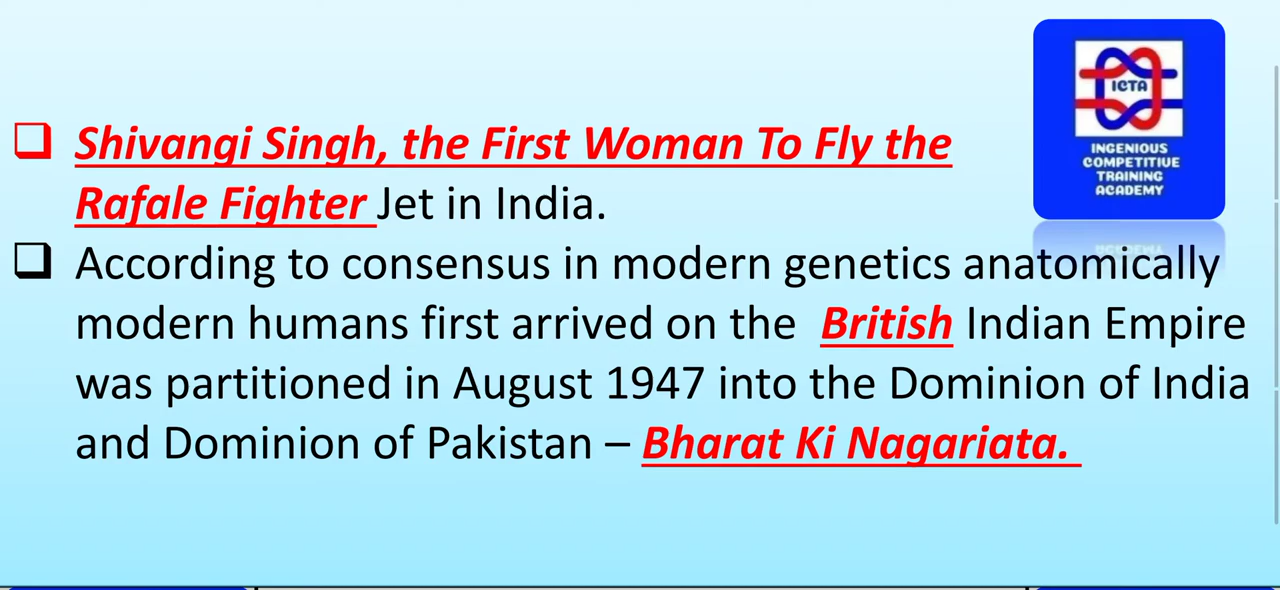 ICTA
INGENIOUS
COMPETITIVE
TRAINING
ACADEMY
Shivangi Singh, the First Woman To Fly the
Rafale Fighter Jet in India.
According to consensus in modern genetics anatomically
modern humans first arrived on the British Indian Empire
was partitioned in August 1947 into the Dominion of India
and Dominion of Pakistan – Bharat Ki Nagariata.